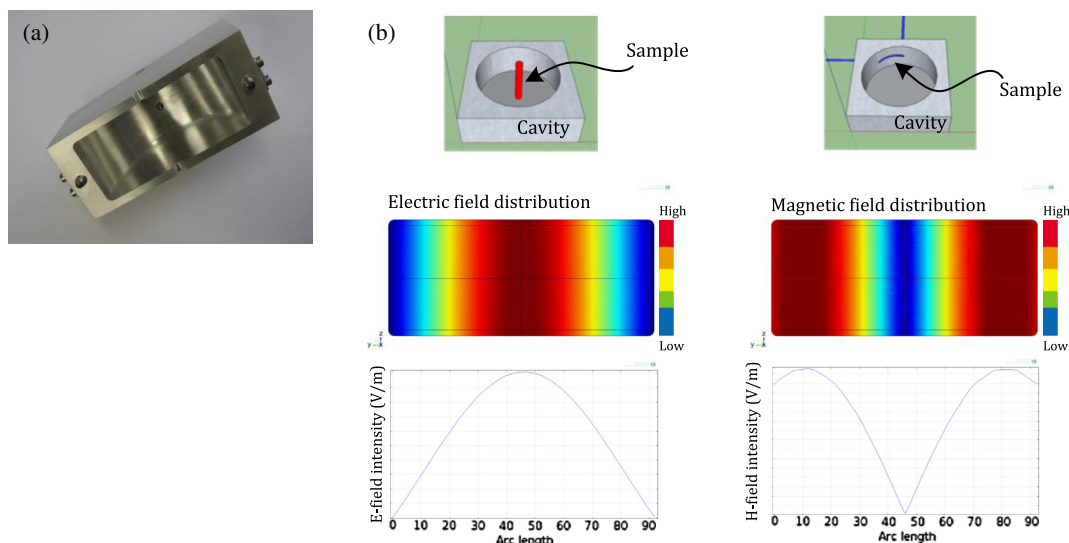 (a)
(b)
Sample
Cavity
Sample
Cavity
Electric field distribution
High
Low
z
y x
Magnetic field distribution
High
Low
z
y x
E-field intensity (V/m)
0 10 20 30 40 50 60 70 80 90
Arc length
H-field intensity (V/m)
0 10 20 30 40 50 60 70 80 90
Arc length